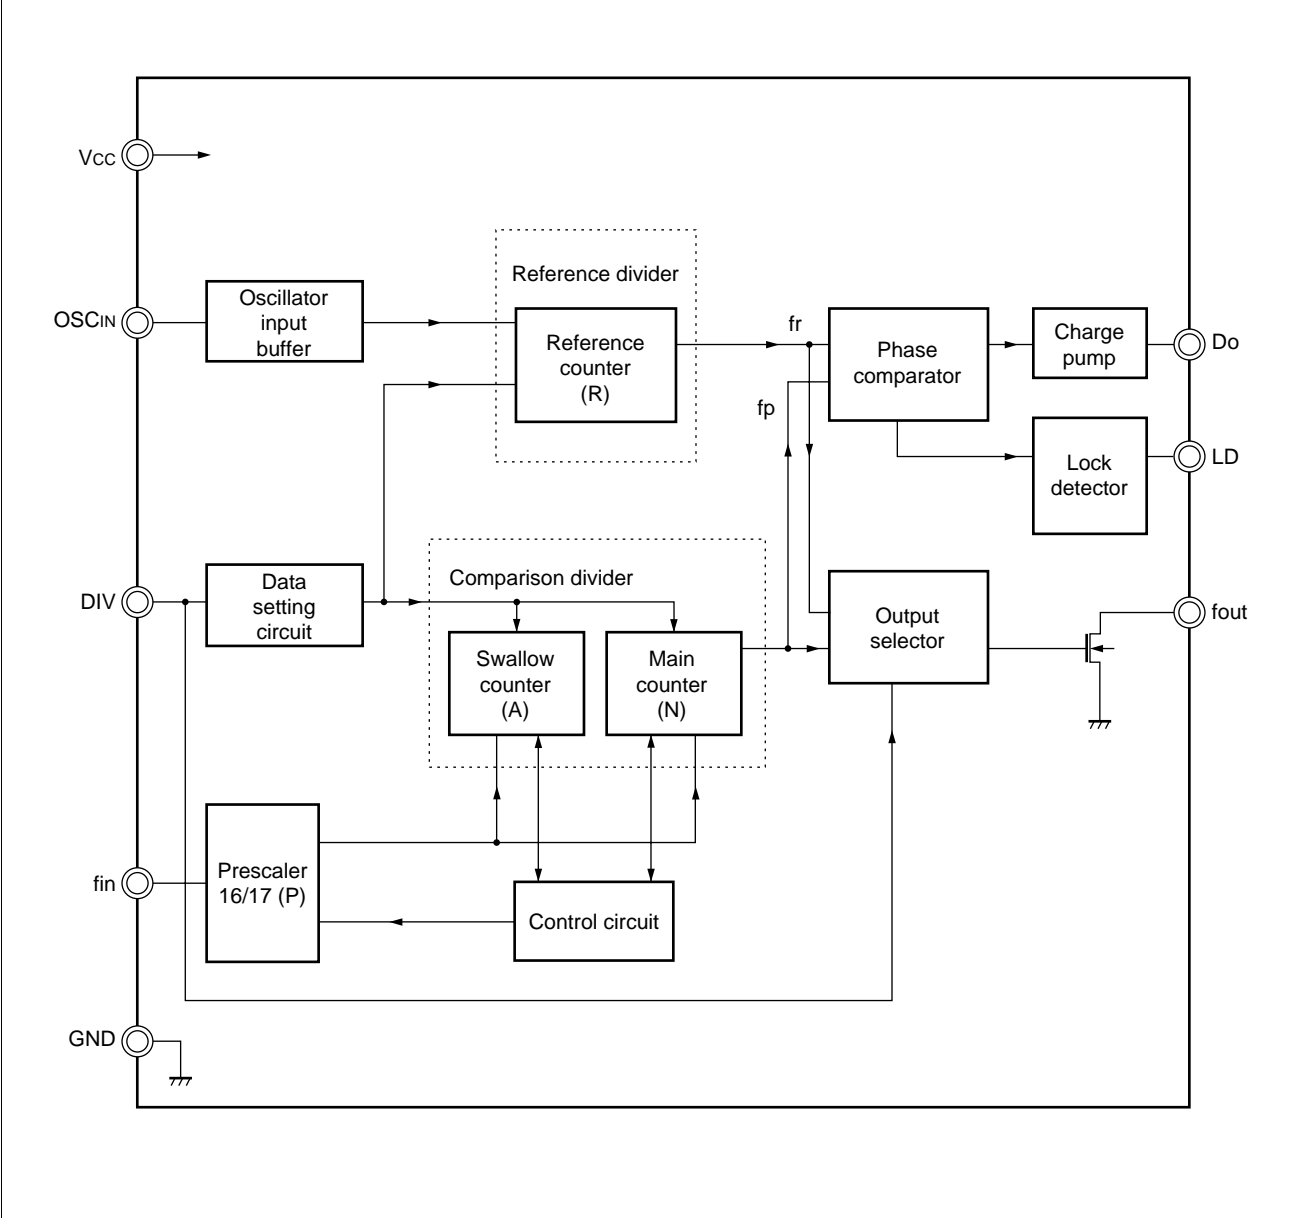 VCC
OSCIN
Oscillator
input
buffer
Reference divider
Reference
counter
(R)
fr
fp
Phase
comparator
Charge
pump
Do
Lock
detector
LD
DIV
Data
setting
circuit
Comparison divider
Swallow
counter
(A)
Main
counter
(N)
Output
selector
fout
fin
Prescaler
16/17 (P)
Control circuit
GND